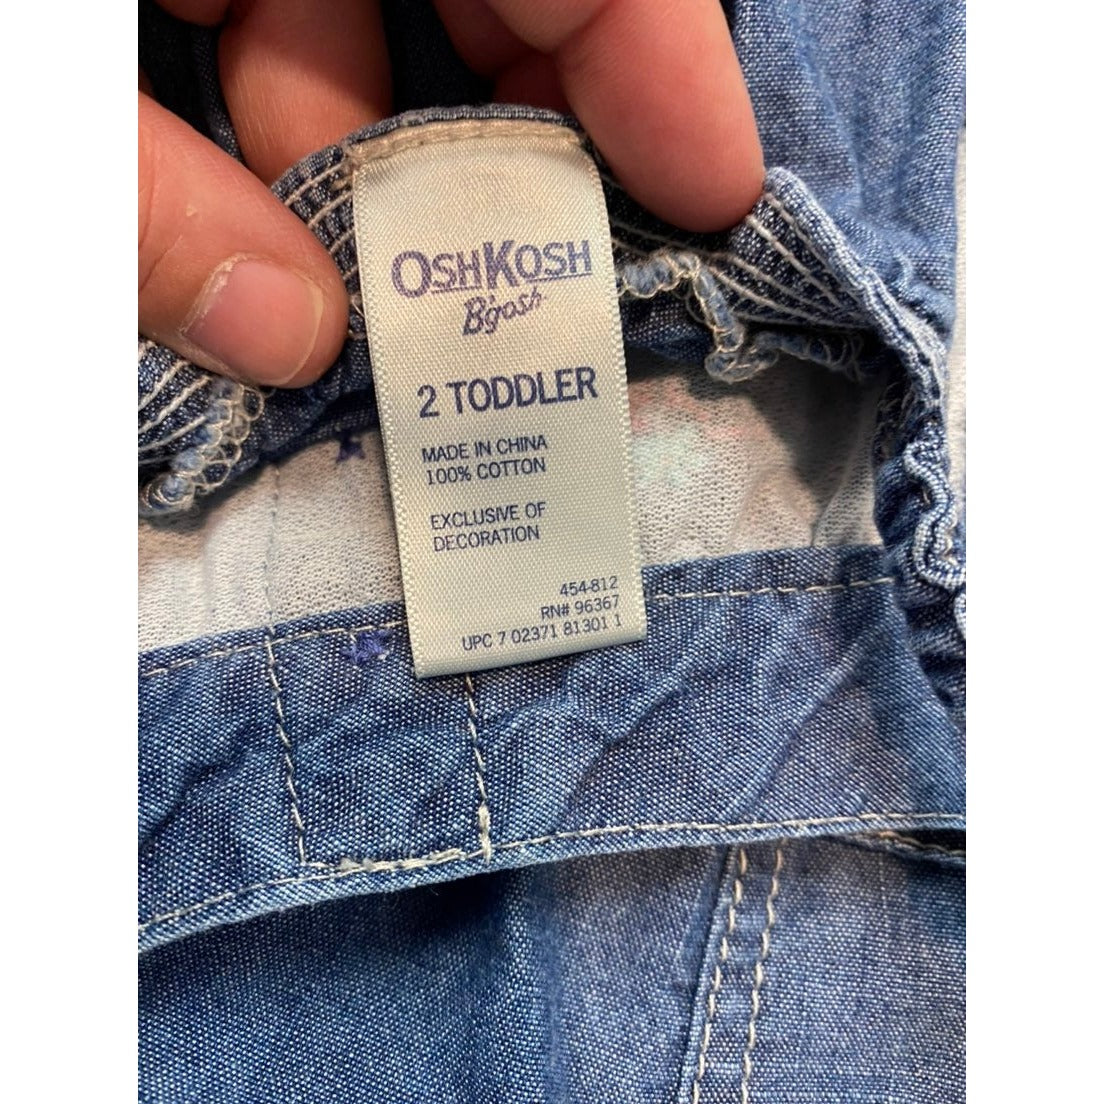 OSHKOSH
B'gosh
2 TODDLER
MADE IN CHINA
100% COTTON
EXCLUSIVE OF
DECORATION
454-812
RN# 96367
UPC 7 02371 81301 1